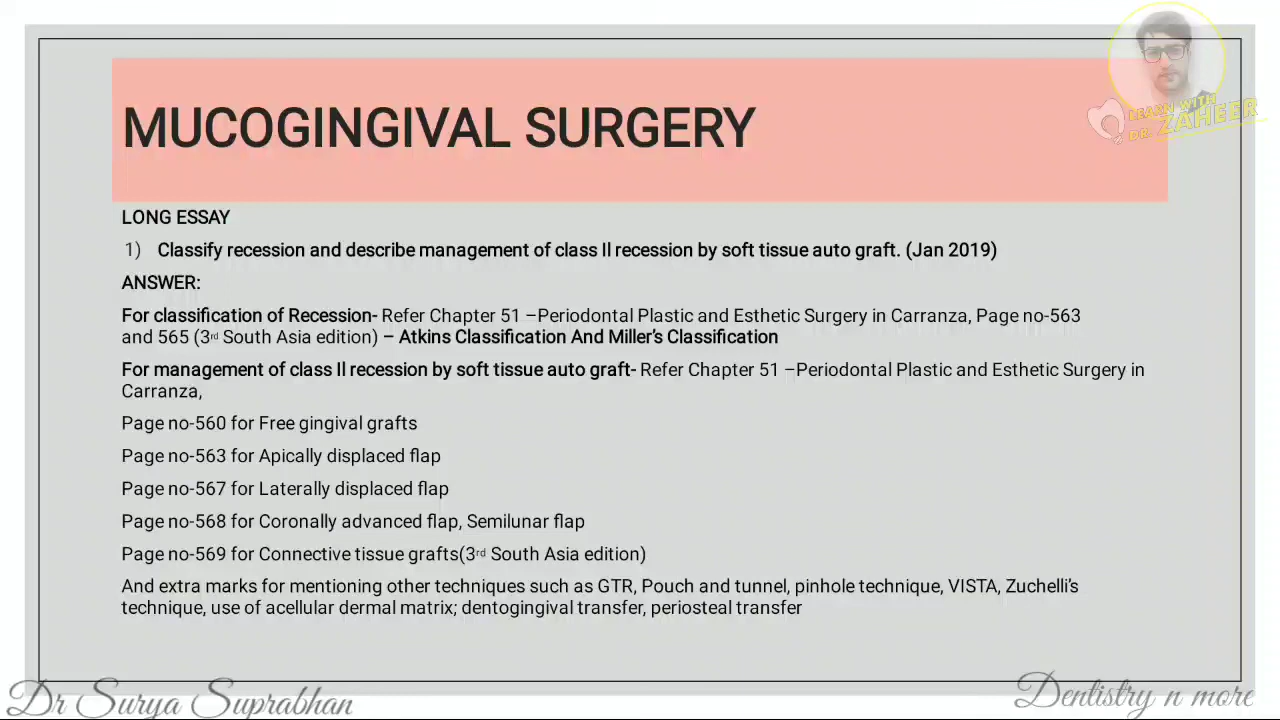 MUCOGINGIVAL SURGERY
LEARN WITH
DR. ZAHEER
LONG ESSAY
1) Classify recession and describe management of class II recession by soft tissue auto graft. (Jan 2019)
ANSWER:
For classification of Recession- Refer Chapter 51 –Periodontal Plastic and Esthetic Surgery in Carranza, Page no-563
and 565 (3rd South Asia edition) – Atkins Classification And Miller's Classification
For management of class II recession by soft tissue auto graft- Refer Chapter 51 –Periodontal Plastic and Esthetic Surgery in
Carranza,
Page no-560 for Free gingival grafts
Page no-563 for Apically displaced flap
Page no-567 for Laterally displaced flap
Page no-568 for Coronally advanced flap, Semilunar flap
Page no-569 for Connective tissue grafts(3rd South Asia edition)
And extra marks for mentioning other techniques such as GTR, Pouch and tunnel, pinhole technique, VISTA, Zuchelli's
technique, use of acellular dermal matrix; dentogingival transfer, periosteal transfer
Dr Surya Suprabhan
Dentistry n more